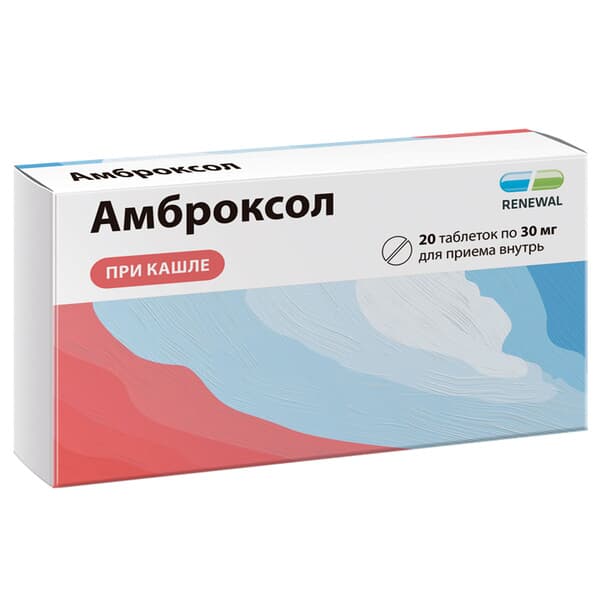 Амброксол
Амброксол
ПРИ КАШЛЕ
RENEWAL
20 таблеток по 30 мг
для приема внутрь